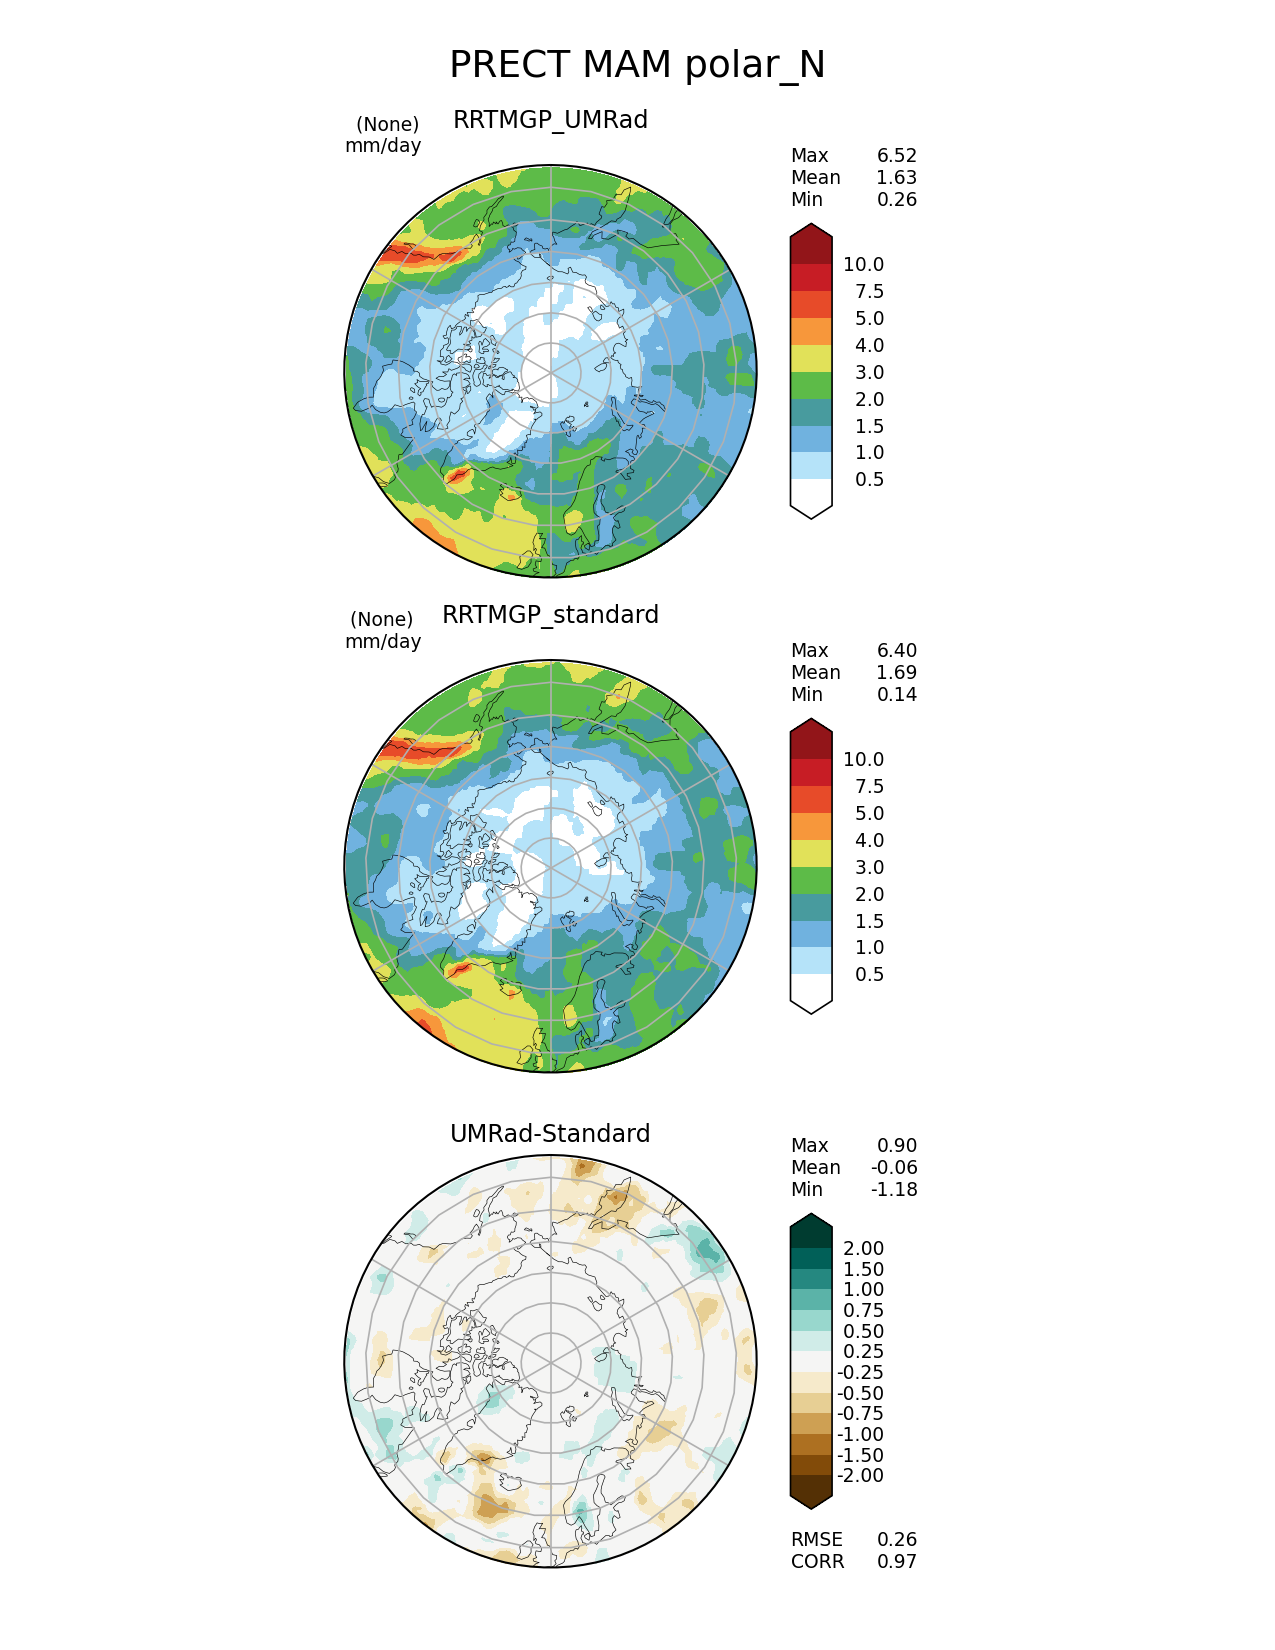 PRECT MAM polar_N
(None)
mm/day
RRTMGP_UMRad
Max 6.52
Mean 1.63
Min 0.26
10.0
7.5
5.0
4.0
3.0
2.0
1.5
1.0
0.5
(None)
mm/day
RRTMGP_standard
Max 6.40
Mean 1.69
Min 0.14
10.0
7.5
5.0
4.0
3.0
2.0
1.5
1.0
0.5
UMRad-Standard
Max 0.90
Mean -0.06
Min -1.18
2.00
1.50
1.00
0.75
0.50
0.25
-0.25
-0.50
-0.75
-1.00
-1.50
-2.00
RMSE 0.26
CORR 0.97